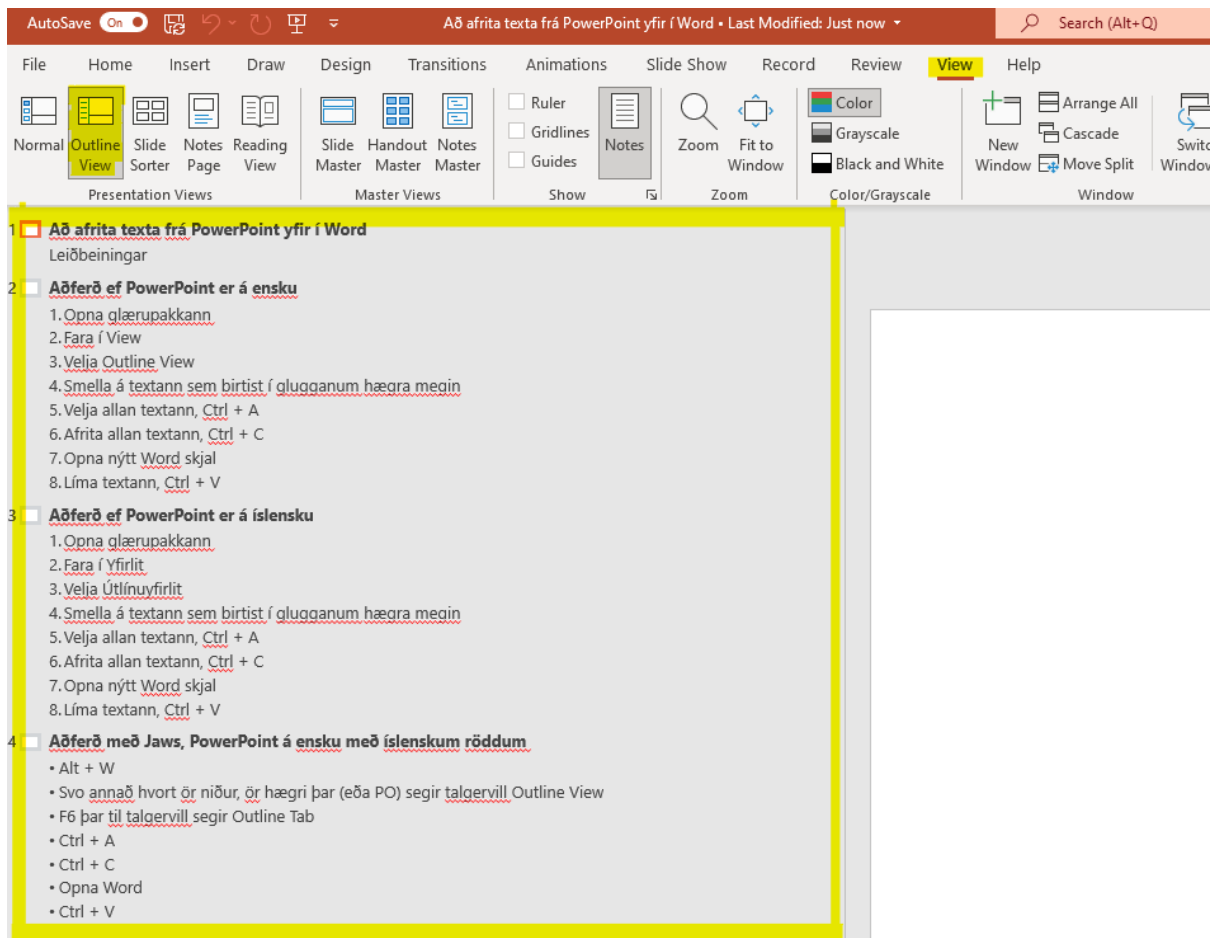 AutoSave On Að afrita texta frá PowerPoint yfir í Word • Last Modified: Just now Search (Alt+Q)
File Home Insert Draw Design Transitions Animations Slide Show Record Review View Help
Normal
Outline View
Slide Sorter
Notes Page
Reading View
Presentation Views
Slide Master
Handout Master
Notes Master
Master Views
Ruler
Gridlines
Guides
Notes
Show
Zoom
Fit to Window
Zoom
Color
Grayscale
Black and White
Color/Grayscale
New Window
Arrange All
Cascade
Move Split
Window
1 Að afrita texta frá PowerPoint yfir í Word
Leiðbeiningar
2 Aðferð ef PowerPoint er á ensku
1. Opna glærupakkann
2. Fara í View
3. Velja Outline View
4. Smella á textann sem birtist í glugganum hægra megin
5. Velja allan textann, Ctrl + A
6. Afrita allan textann, Ctrl + C
7. Opna nýtt Word skjal
8. Líma textann, Ctrl + V
3 Aðferð ef PowerPoint er á íslensku
1. Opna glærupakkann
2. Fara í Yfirlit
3. Velja Útlínuyfirlit
4. Smella á textann sem birtist í glugganum hægra megin
5. Velja allan textann, Ctrl + A
6. Afrita allan textann, Ctrl + C
7. Opna nýtt Word skjal
8. Líma textann, Ctrl + V
4 Aðferð með Jaws, PowerPoint á ensku með íslenskum röddum
• Alt + W
• Svo annað hvort ör niður, ör hægri þar (eða PO) segir talgervill Outline View
• F6 þar til talgervill segir Outline Tab
• Ctrl + A
• Ctrl + C
• Opna Word
• Ctrl + V